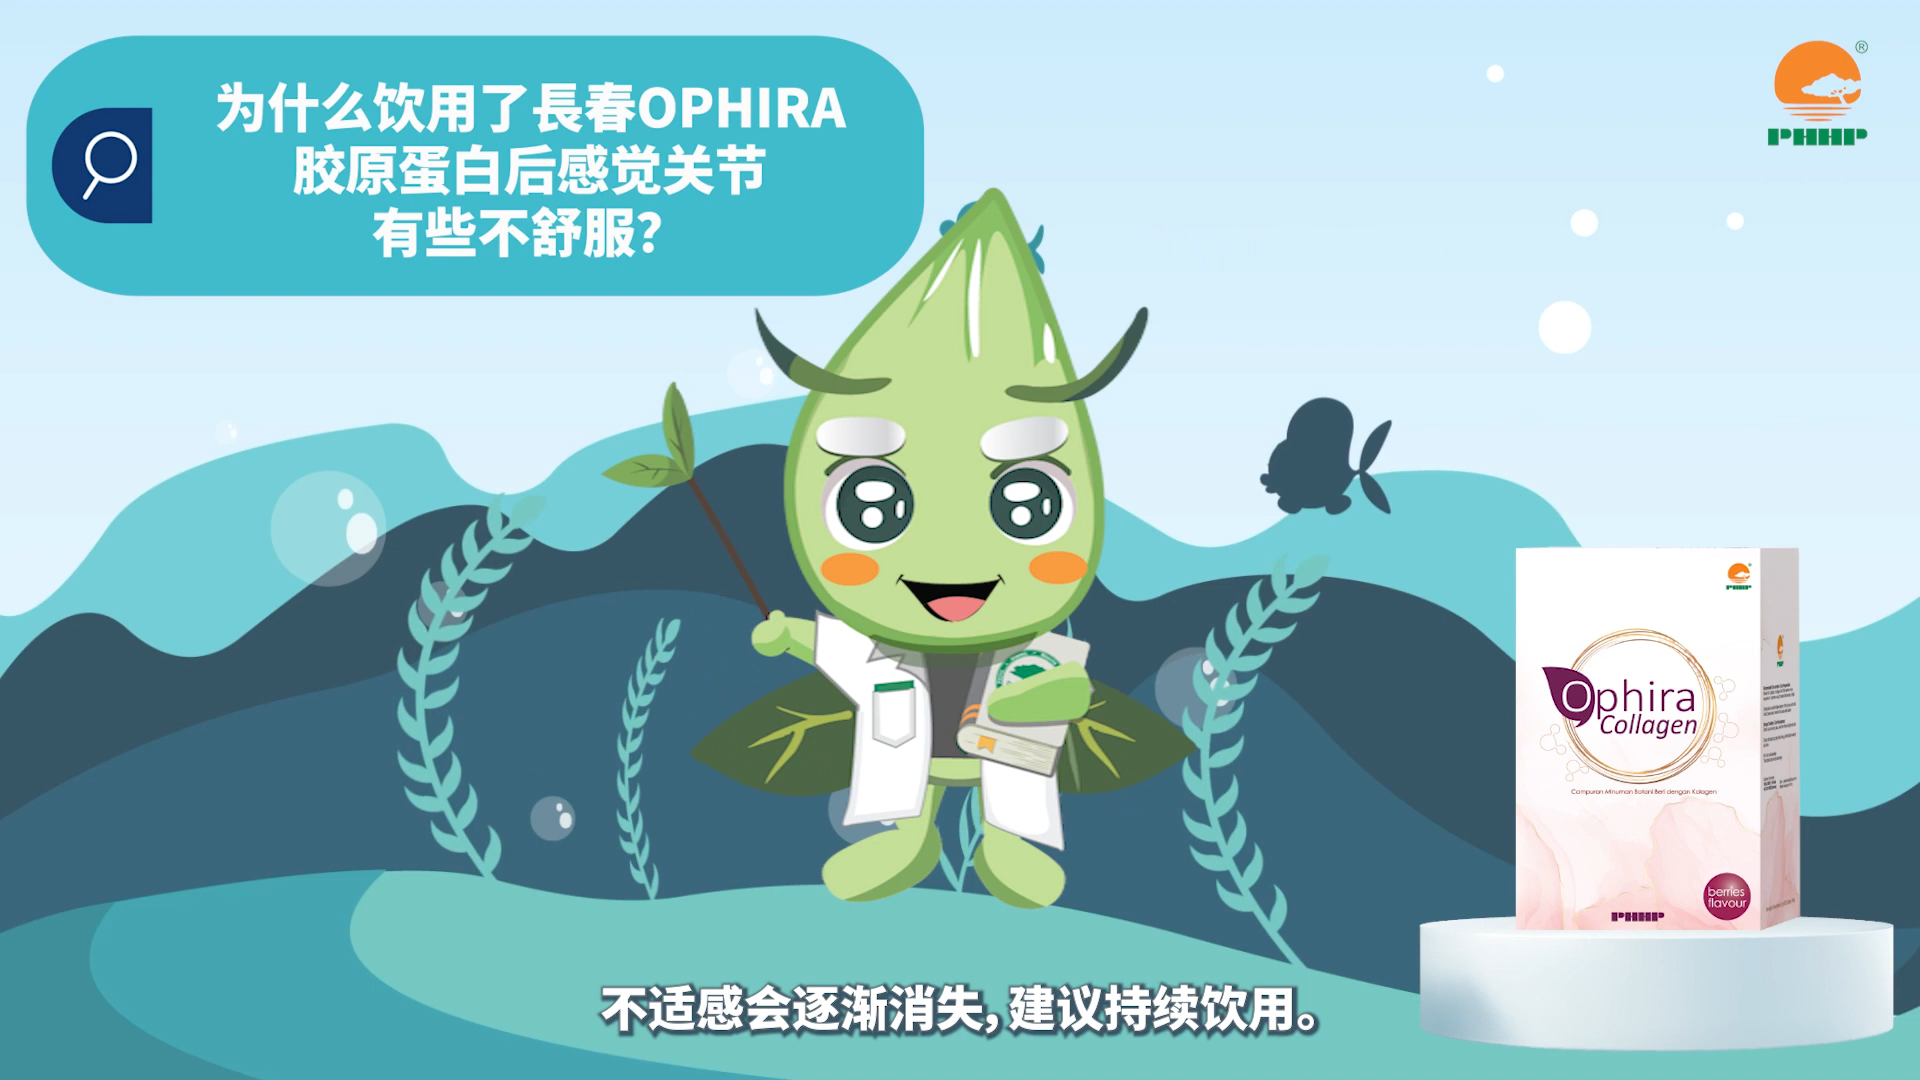 为什么饮用了長春OPHIRA
胶原蛋白后感觉关节
有些不舒服？
®
PHHP
PHHP
Ophira
Collagen
Campuran Minuman Botani Beri dengan Kolagen
berries
flavour
PHHP
不适感会逐渐消失，建议持续饮用。